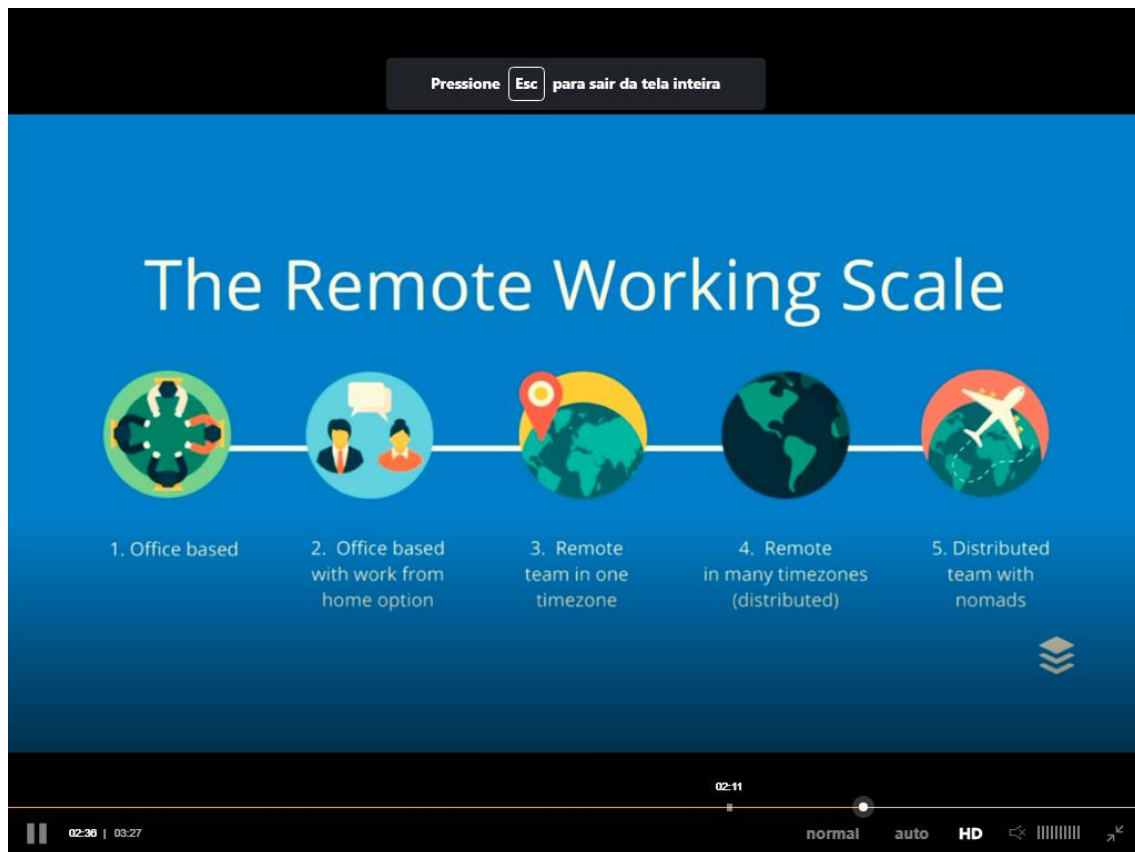 Pressione Esc para sair da tela inteira
The Remote Working Scale
1. Office based
2. Office based
with work from
home option
3. Remote
team in one
timezone
4. Remote
in many timezones
(distributed)
5. Distributed
team with
nomads
02:11
02:36 | 03:27
normal auto HD